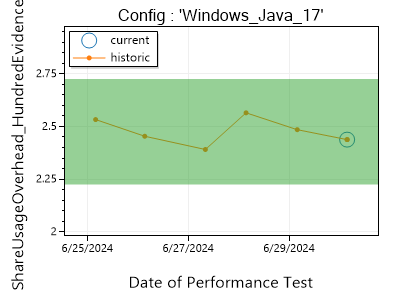 Config : 'Windows_Java_17'
current
historic
ShareUsageOverhead_HundredEvidence
2.75
2.5
2.25
2
6/25/2024
6/27/2024
6/29/2024
Date of Performance Test